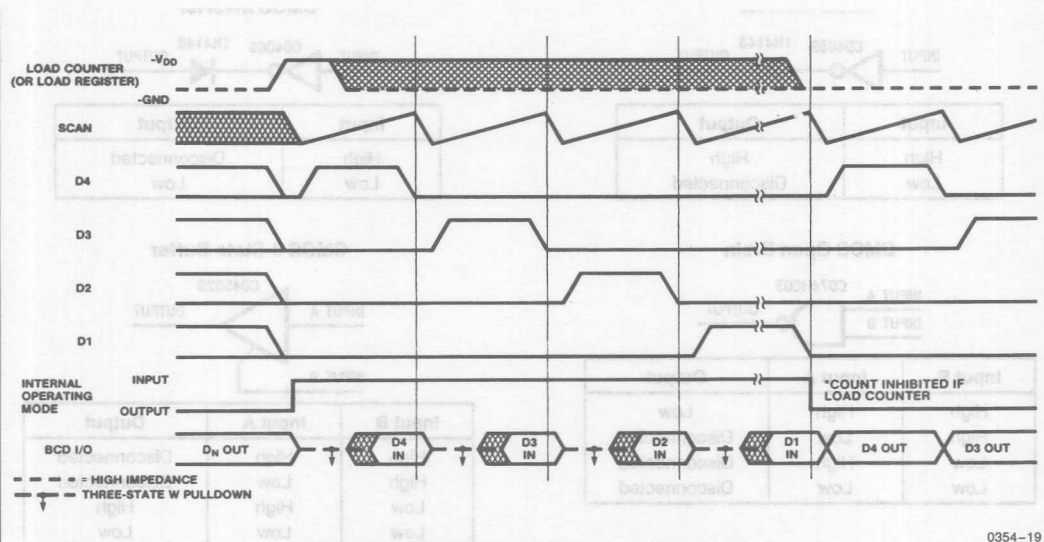 LOAD COUNTER
(OR LOAD REGISTER)
-VDD
-GND
SCAN
D4
D3
D2
D1
INTERNAL
OPERATING
MODE
INPUT
OUTPUT
*COUNT INHIBITED IF
LOAD COUNTER
BCD I/O
DN OUT
D4
IN
D3
IN
D2
IN
D1
IN
D4 OUT
D3 OUT
= HIGH IMPEDANCE
THREE-STATE W PULLDOWN
0354-19